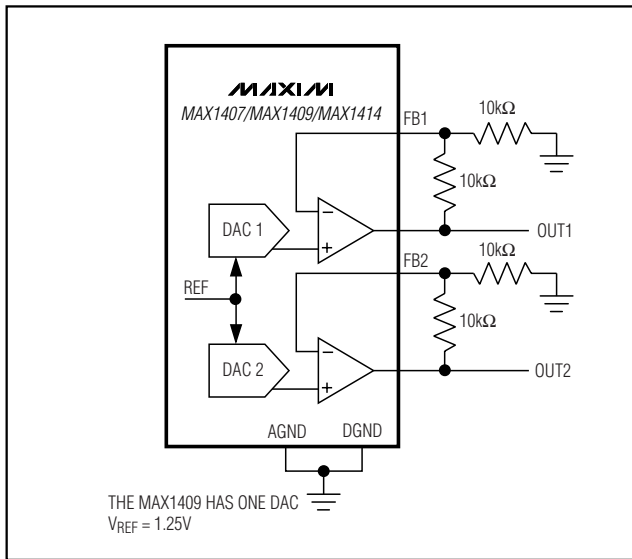 MAXIM
MAX1407/MAX1409/MAX1414
FB1
10kΩ
10kΩ
DAC 1
−
+
OUT1
FB2
10kΩ
REF
10kΩ
DAC 2
−
+
OUT2
AGND
DGND
THE MAX1409 HAS ONE DAC
VREF = 1.25V